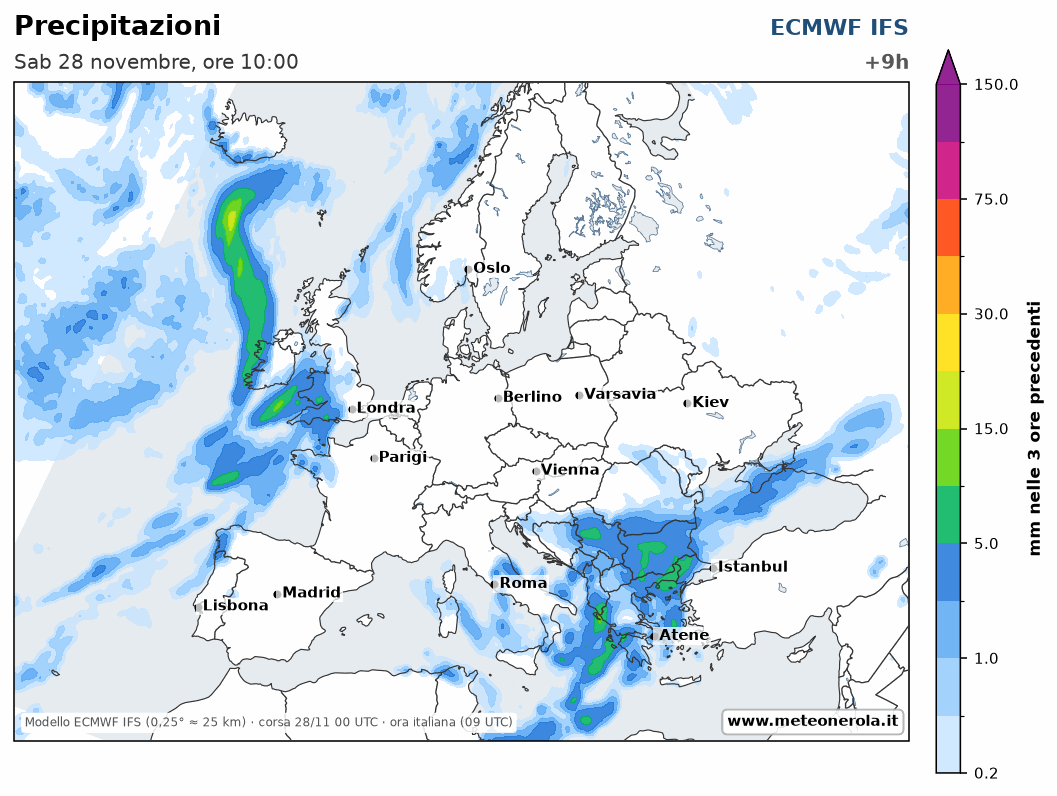 Precipitazioni
ECMWF IFS
Sab 28 novembre, ore 10:00
+9h
150.0
75.0
30.0
15.0
5.0
1.0
0.2
mm nelle 3 ore precedenti
Oslo
Londra
Berlino
Varsavia
Kiev
Parigi
Vienna
Istanbul
Roma
Madrid
Lisbona
Atene
Modello ECMWF IFS (0,25° ≈ 25 km) · corsa 28/11 00 UTC · ora italiana (09 UTC)
www.meteonerola.it